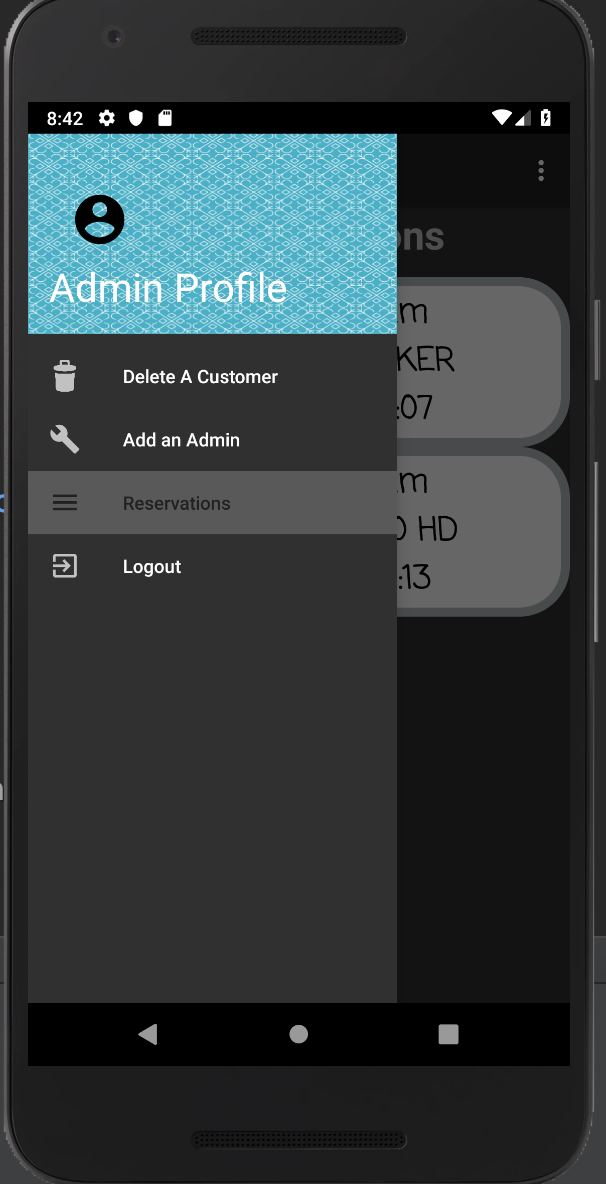 8:42
Admin Profile
Delete A Customer
Add an Admin
Reservations
Logout
ons
m
KER
:07
m
HD
:13